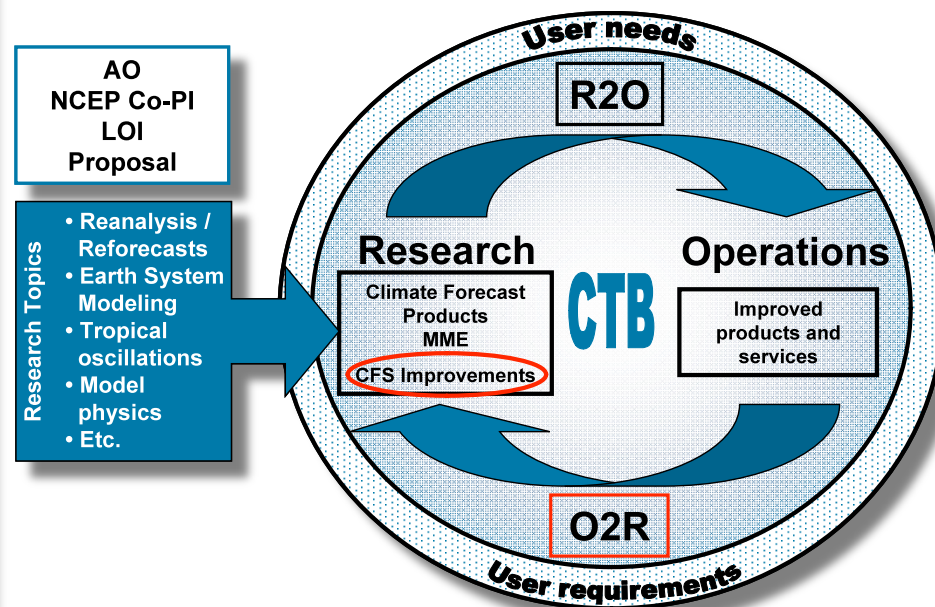 AO
NCEP Co-PI
LOI
Proposal
Research Topics
• Reanalysis /
Reforecasts
• Earth System
Modeling
• Tropical
oscillations
• Model
physics
• Etc.
User needs
R2O
Research
Climate Forecast
Products
MME
CFS Improvements
CTB
Operations
Improved
products and
services
O2R
User requirements